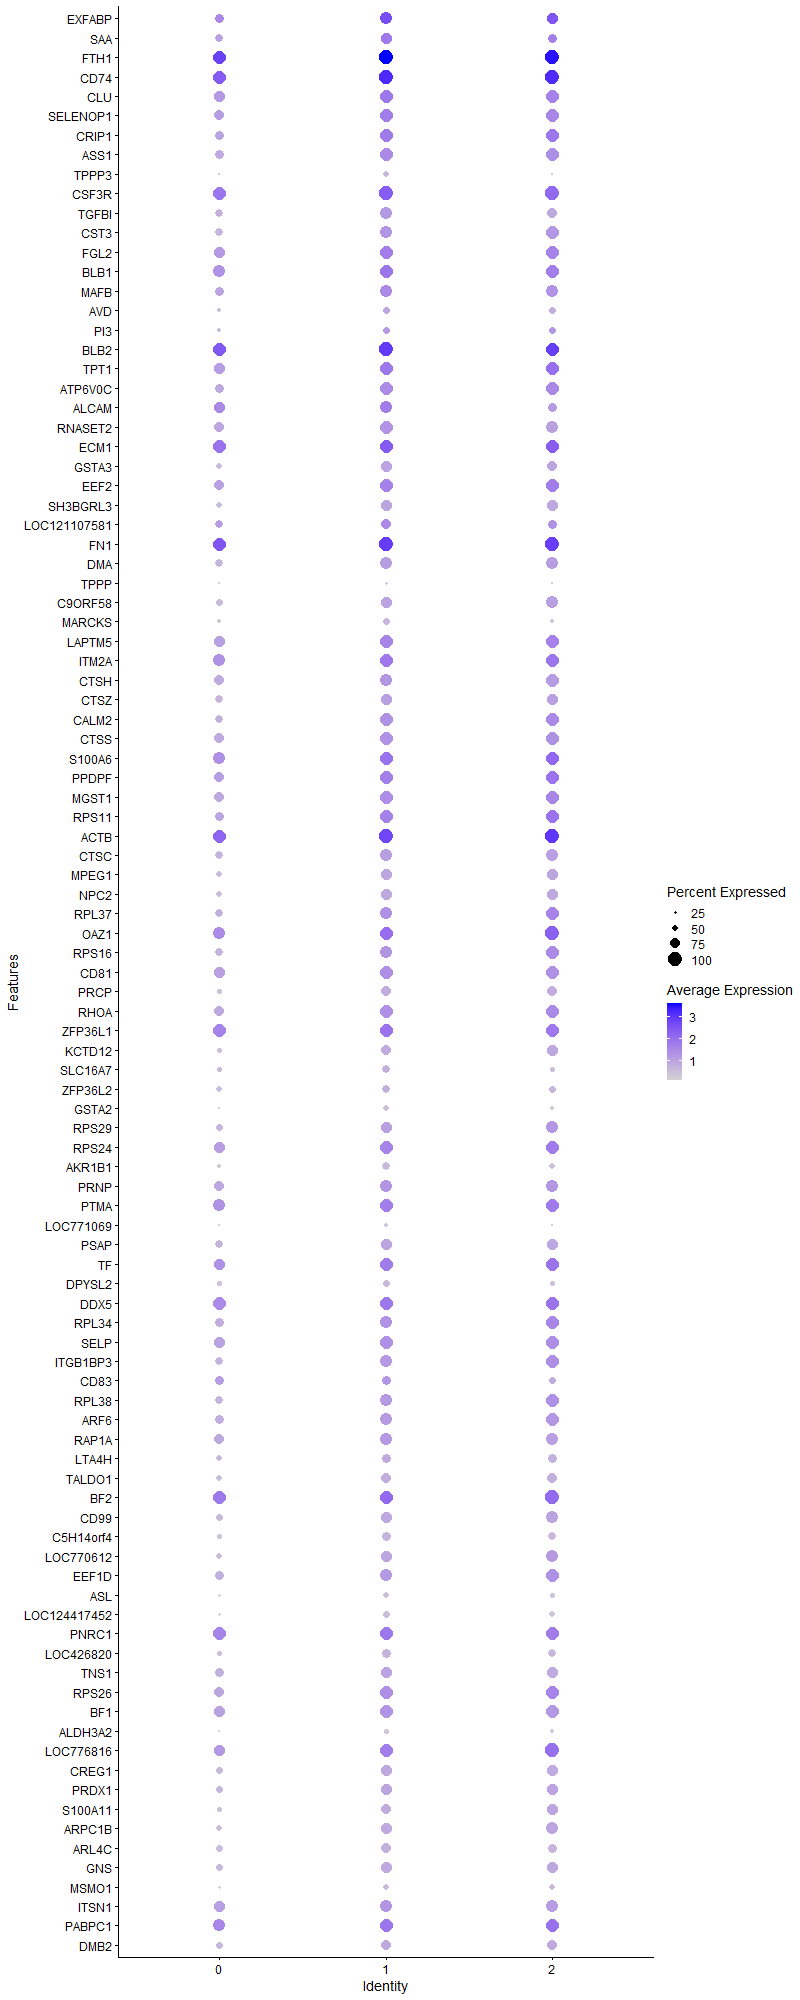 EXFABP
SAA
FTH1
CD74
CLU
SELENOP1
CRIP1
ASS1
TPPP3
CSF3R
TGFBI
CST3
FGL2
BLB1
MAFB
AVD
PI3
BLB2
TPT1
ATP6V0C
ALCAM
RNASET2
ECM1
GSTA3
EEF2
SH3BGRL3
LOC121107581
FN1
DMA
TPPP
C9ORF58
MARCKS
LAPTM5
ITM2A
CTSH
CTSZ
CALM2
CTSS
S100A6
PPDPF
MGST1
RPS11
ACTB
CTSC
MPEG1
NPC2
RPL37
OAZ1
RPS16
CD81
PRCP
RHOA
ZFP36L1
KCTD12
SLC16A7
ZFP36L2
GSTA2
RPS29
RPS24
AKR1B1
PRNP
PTMA
LOC771069
PSAP
TF
DPYSL2
DDX5
RPL34
SELP
ITGB1BP3
CD83
RPL38
ARF6
RAP1A
LTA4H
TALDO1
BF2
CD99
C5H14orf4
LOC770612
EEF1D
ASL
LOC124417452
PNRC1
LOC426820
TNS1
RPS26
BF1
ALDH3A2
LOC776816
CREG1
PRDX1
S100A11
ARPC1B
ARL4C
GNS
MSMO1
ITSN1
PABPC1
DMB2
Features
0 1 2
Identity
Percent Expressed
25
50
75
100
Average Expression
3
2
1